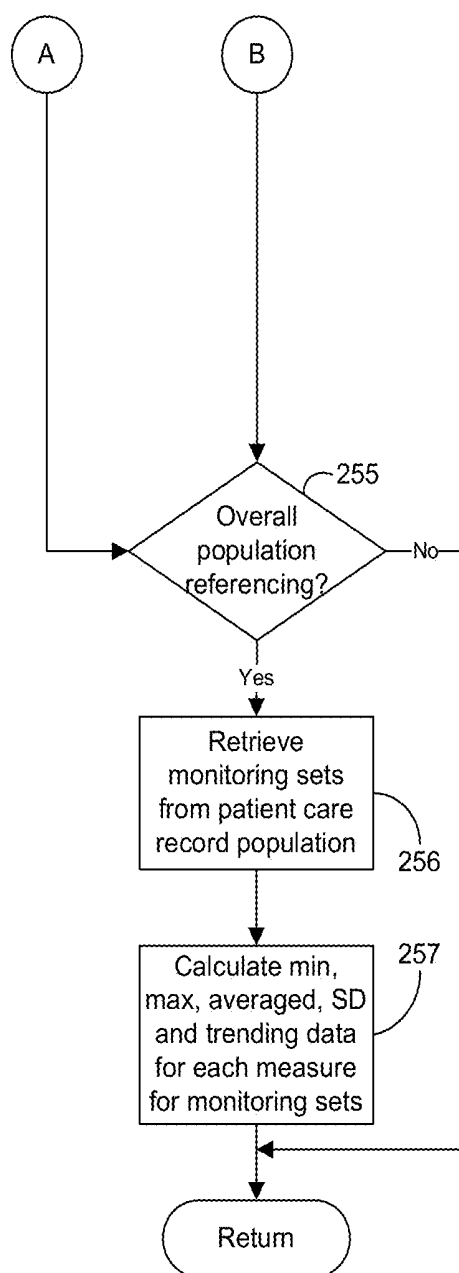 A
B
255
Overall
population
referencing?
No
Yes
Retrieve
monitoring sets
from patient care
record population
256
257
Calculate min,
max, averaged, SD
and trending data
for each measure
for monitoring sets
Return